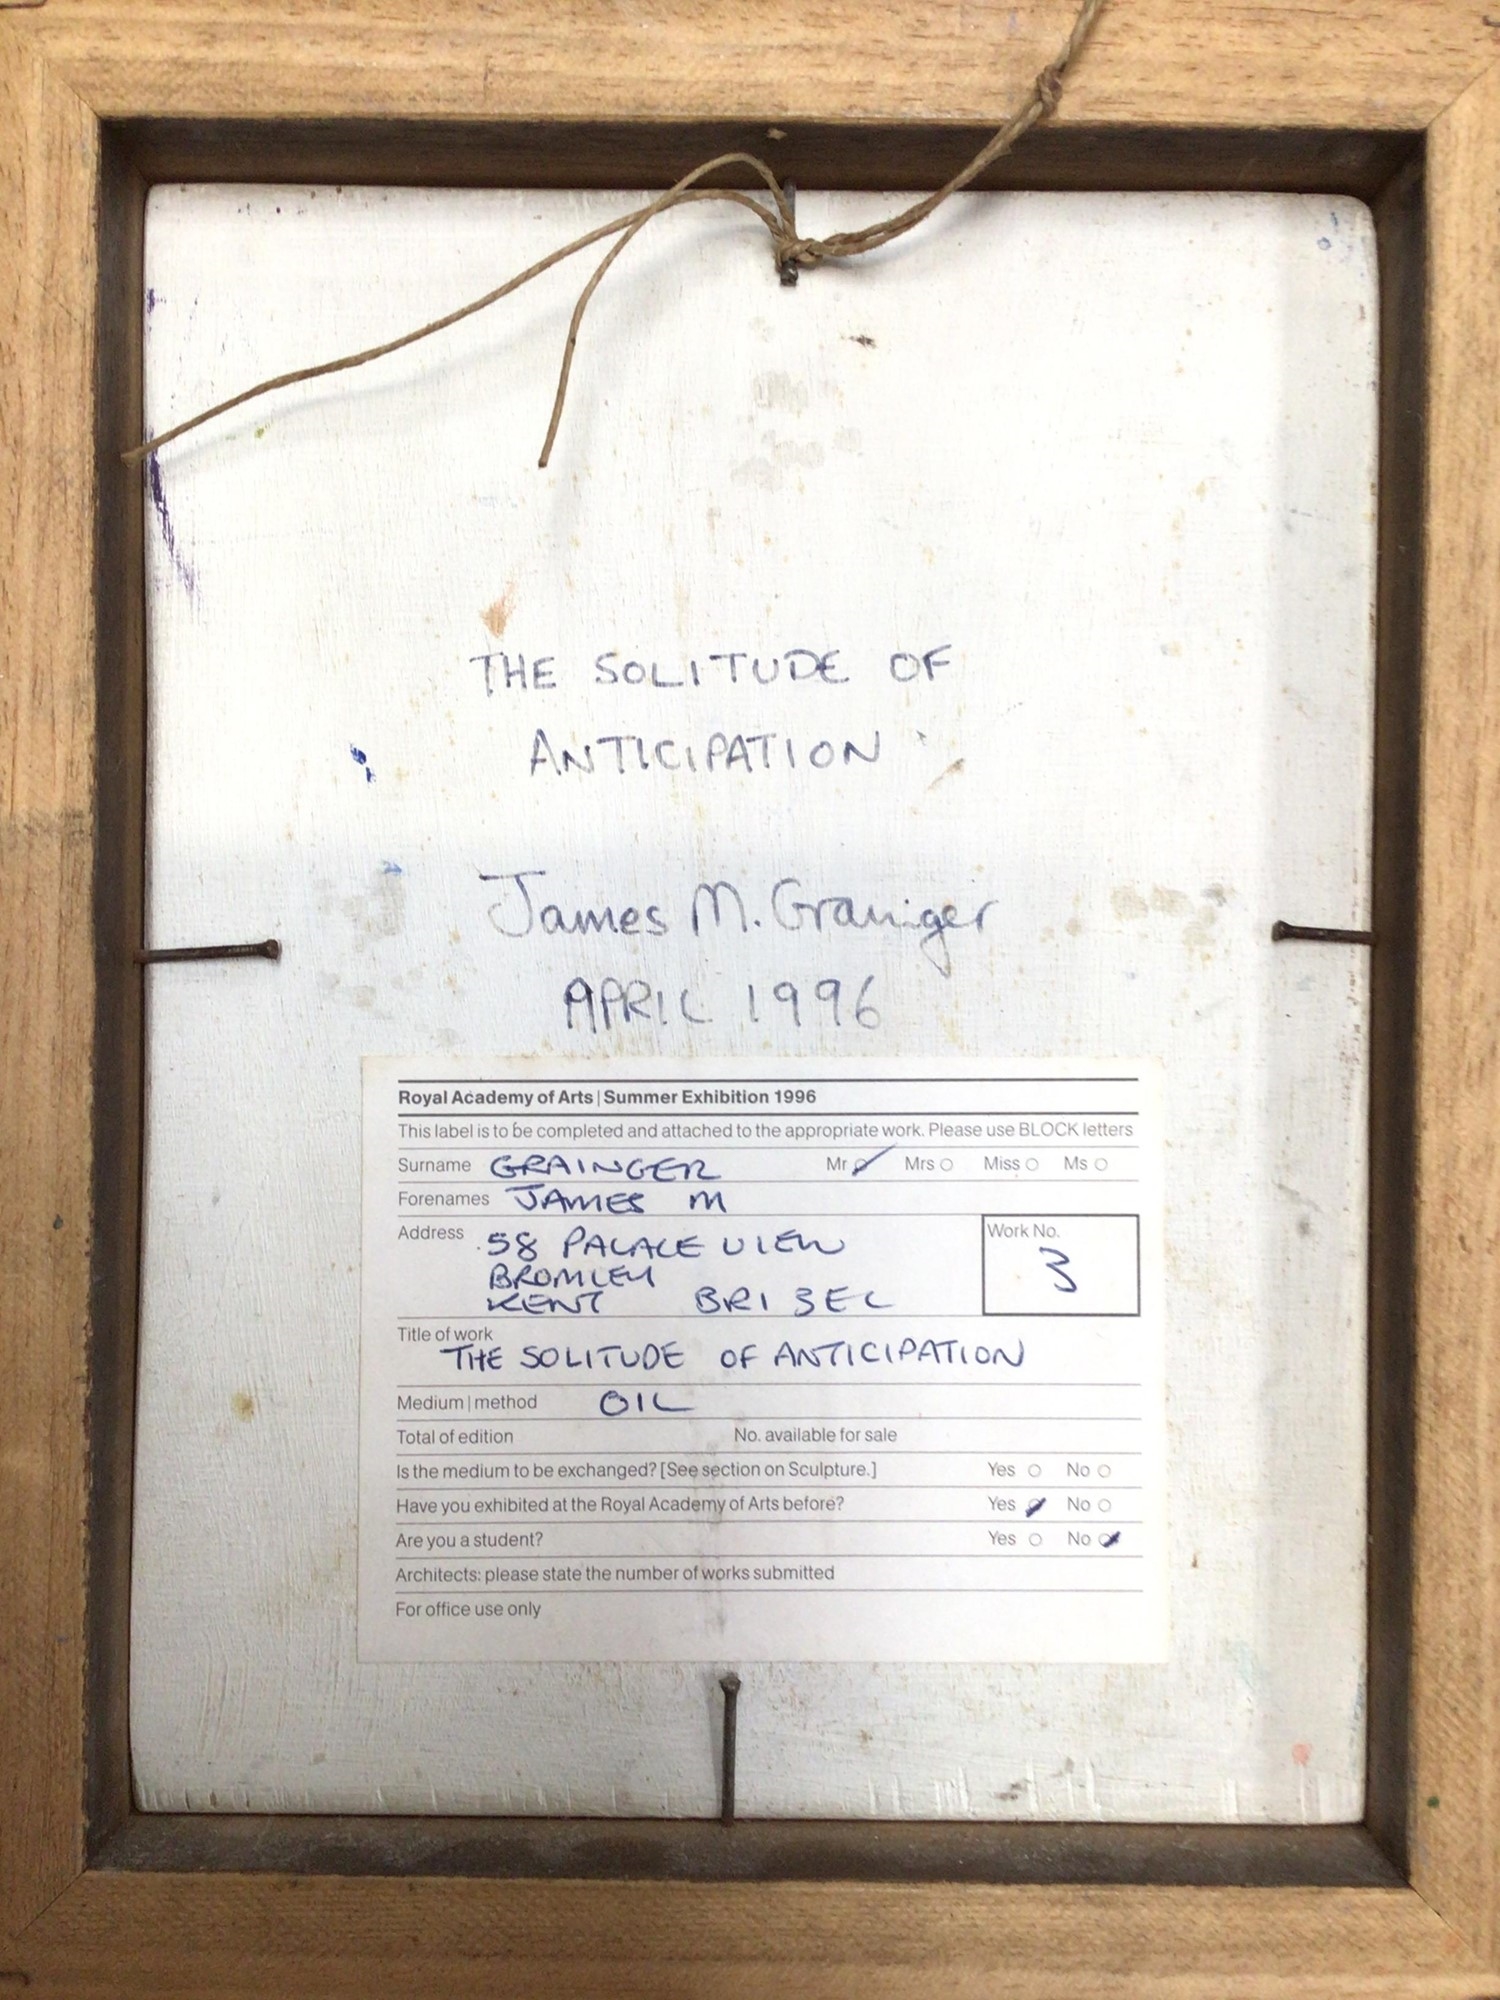 THE SOLITUDE OF
ANTICIPATION
James M. Grainger
APRIL 1996
Royal Academy of Arts | Summer Exhibition 1996
This label is to be completed and attached to the appropriate work. Please use BLOCK letters
Surname GRAINGER Mr Mrs Miss Ms
Forenames JAMES M
Address 58 PALACE VIEW
BROMLEY
KENT BR1 3EL
Work No.
3
Title of work
THE SOLITUDE OF ANTICIPATION
Medium | method OIL
Total of edition No. available for sale
Is the medium to be exchanged? [See section on Sculpture.] Yes No
Have you exhibited at the Royal Academy of Arts before? Yes No
Are you a student? Yes No
Architects: please state the number of works submitted
For office use only